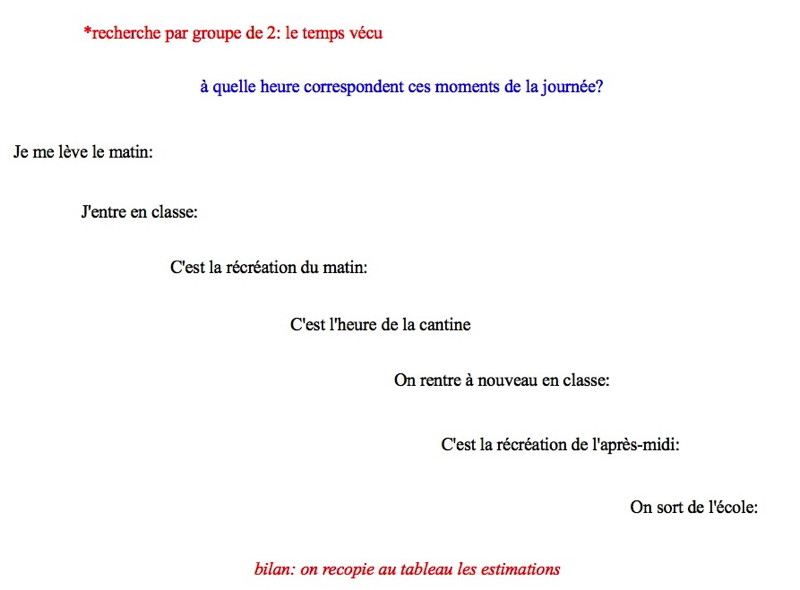 *recherche par groupe de 2: le temps vécu
à quelle heure correspondent ces moments de la journée?
Je me lève le matin:
J'entre en classe:
C'est la récréation du matin:
C'est l'heure de la cantine
On rentre à nouveau en classe:
C'est la récréation de l'après-midi:
On sort de l'école:
bilan: on recopie au tableau les estimations